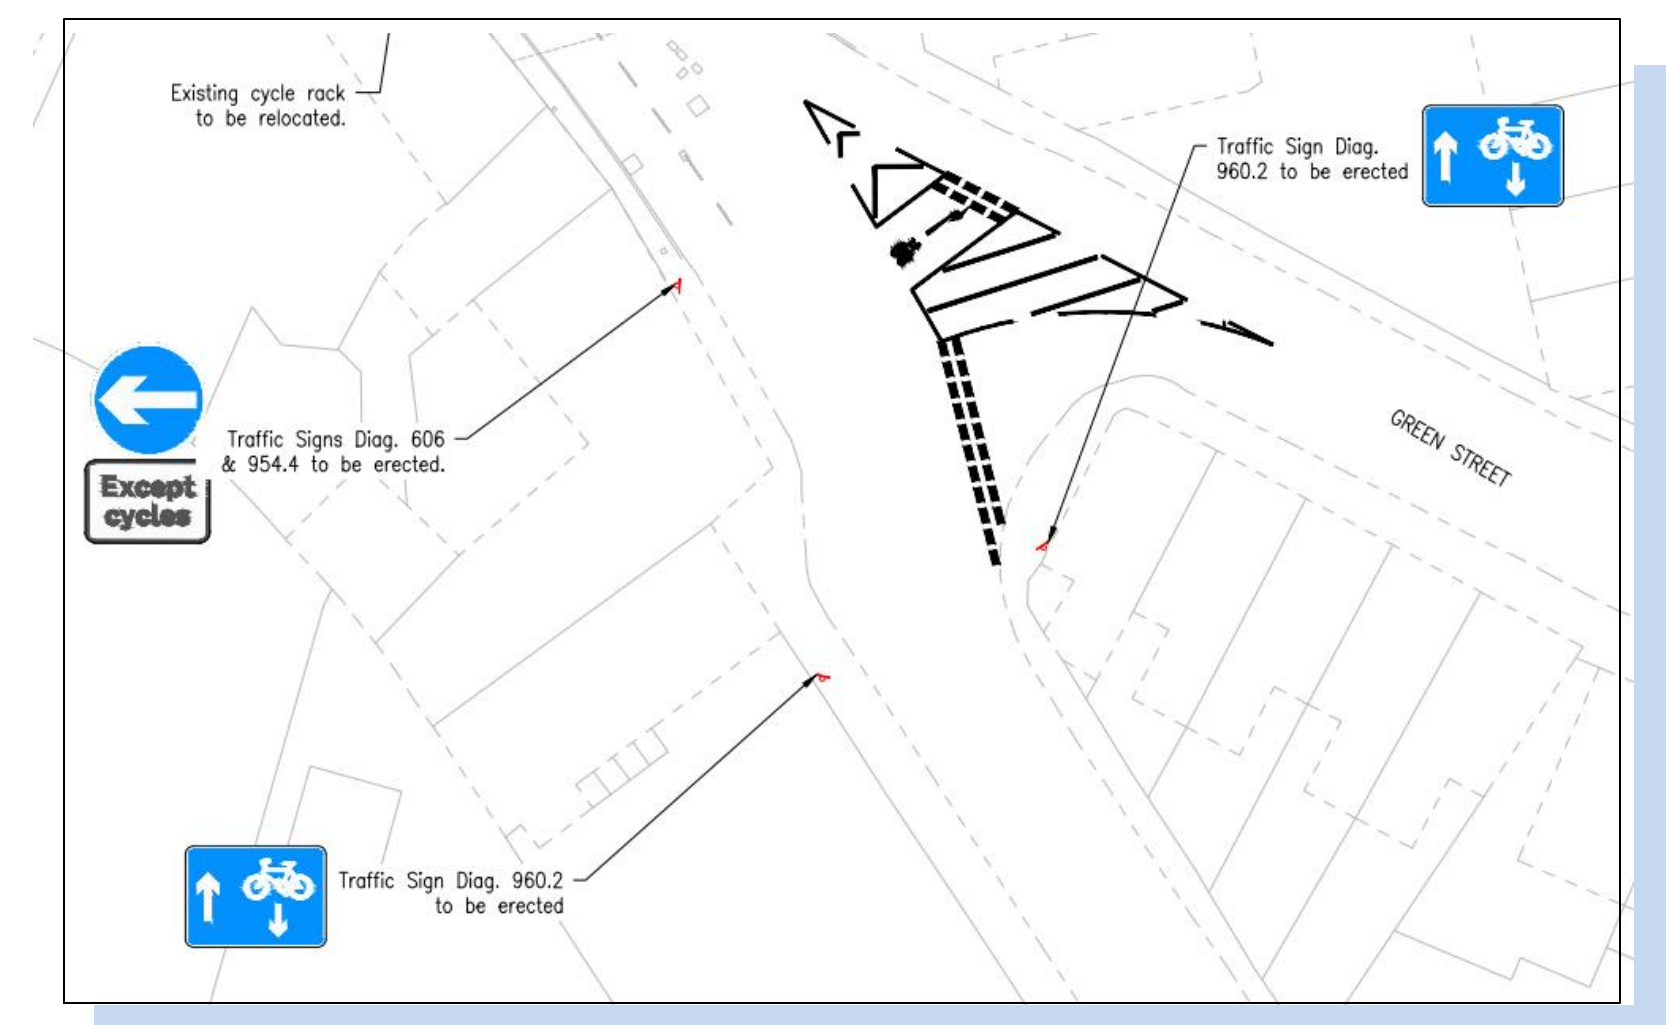 Existing cycle rack
to be relocated.
Traffic Sign Diag.
960.2 to be erected
GREEN STREET
Traffic Signs Diag. 606
& 954.4 to be erected.
Except
cycles
Traffic Sign Diag. 960.2
to be erected